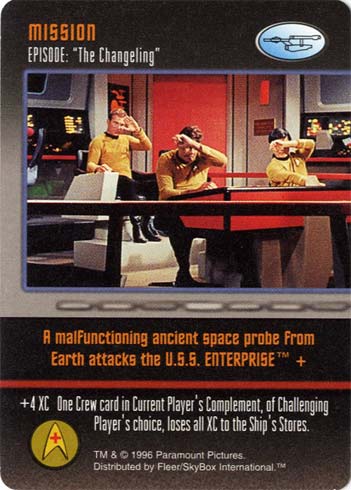 MISSION
EPISODE: "The Changeling"
A malfunctioning ancient space probe from
Earth attacks the U.S.S. ENTERPRISE™ +
+4 XC One Crew card in Current Player's Complement, of Challenging
Player's choice, loses all XC to the Ship's Stores.
TM & © 1996 Paramount Pictures.
Distributed by Fleer/SkyBox International.™